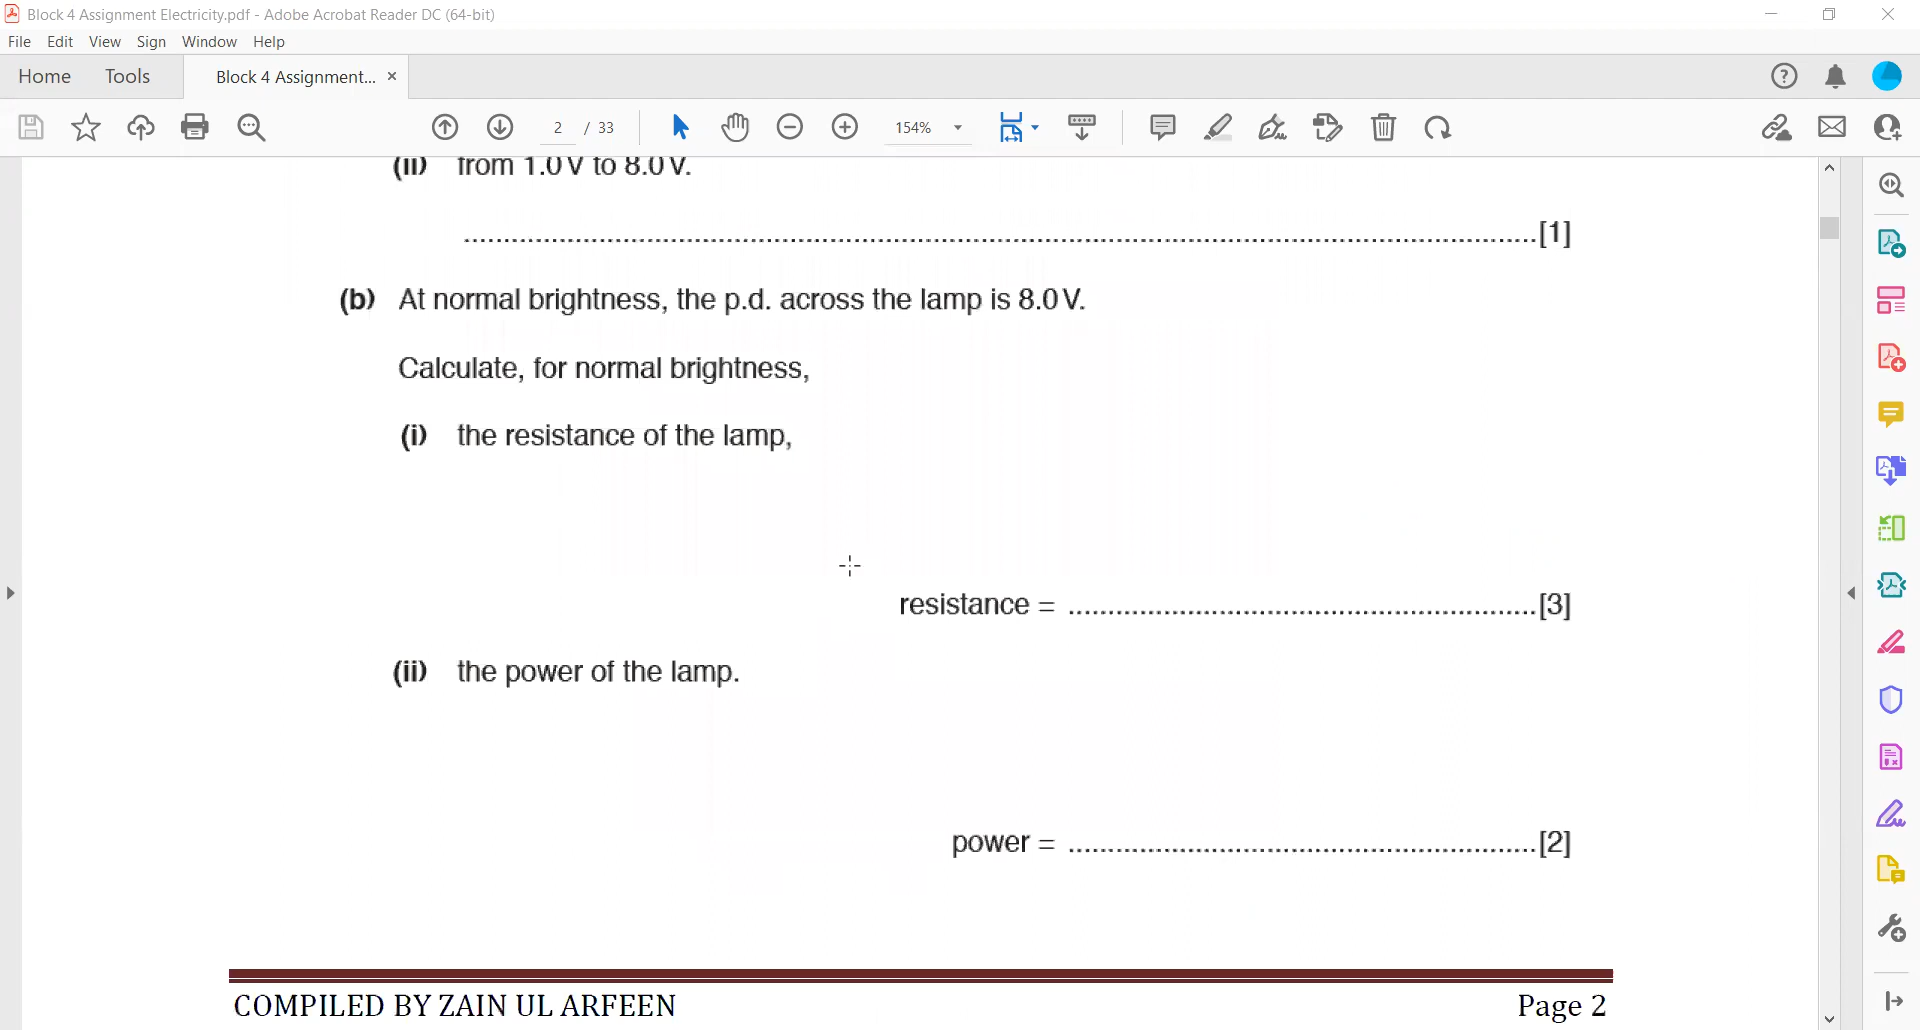 Block 4 Assignment Electricity.pdf - Adobe Acrobat Reader DC (64-bit)
File Edit View Sign Window Help
Home Tools Block 4 Assignment... ×
2 / 33 154%
(ii) from 1.0 V to 8.0 V.
........................................................................................................................................[1]
(b) At normal brightness, the p.d. across the lamp is 8.0 V.
Calculate, for normal brightness,
(i) the resistance of the lamp,
resistance = ...........................................................[3]
(ii) the power of the lamp.
power = ...........................................................[2]
COMPILED BY ZAIN UL ARFEEN Page 2